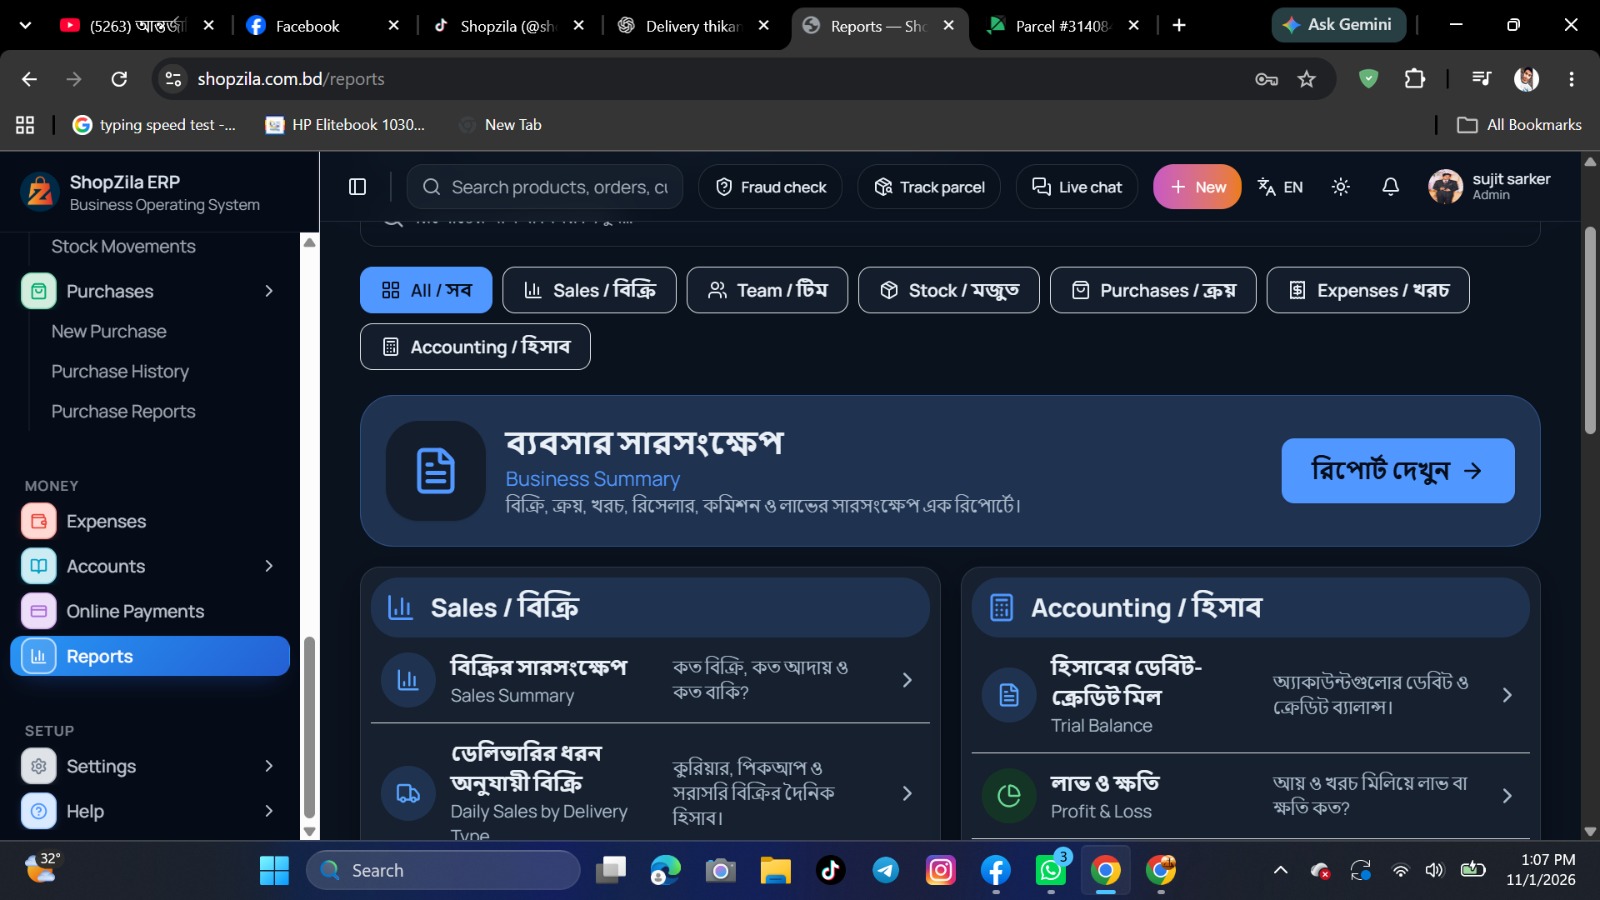 (5263) আন্তর্জা
Facebook
Shopzila (@sh
Delivery thikan
Reports — Sho
Parcel #31408
Ask Gemini
shopzila.com.bd/reports
typing speed test -...
HP Elitebook 1030...
New Tab
All Bookmarks
ShopZila ERP
Business Operating System
Search products, orders, cu
Fraud check
Track parcel
Live chat
New
EN
sujit sarker
Admin
Stock Movements
Purchases
New Purchase
Purchase History
Purchase Reports
MONEY
Expenses
Accounts
Online Payments
Reports
SETUP
Settings
Help
All / সব
Sales / বিক্রি
Team / টিম
Stock / মজুত
Purchases / ক্রয়
Expenses / খরচ
Accounting / হিসাব
ব্যবসার সারসংক্ষেপ
Business Summary
বিক্রি, ক্রয়, খরচ, রিসেলার, কমিশন ও লাভের সারসংক্ষেপ এক রিপোর্টে।
রিপোর্ট দেখুন →
Sales / বিক্রি
বিক্রির সারসংক্ষেপ
Sales Summary
কত বিক্রি, কত আদায় ও
কত বাকি?
ডেলিভারির ধরন
অনুযায়ী বিক্রি
Daily Sales by Delivery
Type
কুরিয়ার, পিকআপ ও
সরাসরি বিক্রির দৈনিক
হিসাব।
Accounting / হিসাব
হিসাবের ডেবিট-
ক্রেডিট মিল
Trial Balance
অ্যাকাউন্টগুলোর ডেবিট ও
ক্রেডিট ব্যালান্স।
লাভ ও ক্ষতি
Profit & Loss
আয় ও খরচ মিলিয়ে লাভ বা
ক্ষতি কত?
32°
Search
3
1:07 PM
11/1/2026